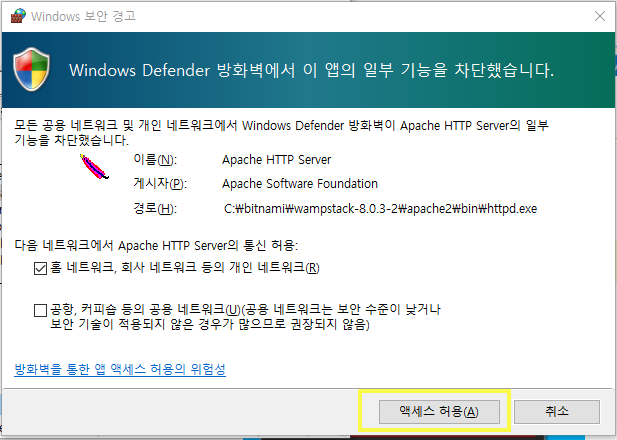 Windows 보안 경고
Windows Defender 방화벽에서 이 앱의 일부 기능을 차단했습니다.
모든 공용 네트워크 및 개인 네트워크에서 Windows Defender 방화벽이 Apache HTTP Server의 일부
기능을 차단했습니다.
이름(N): Apache HTTP Server
게시자(P): Apache Software Foundation
경로(H): C:₩bitnami₩wampstack-8.0.3-2₩apache2₩bin₩httpd.exe
다음 네트워크에서 Apache HTTP Server의 통신 허용:
홈 네트워크, 회사 네트워크 등의 개인 네트워크(R)
공항, 커피숍 등의 공용 네트워크(U)(공용 네트워크는 보안 수준이 낮거나
보안 기술이 적용되지 않은 경우가 많으므로 권장되지 않음)
방화벽을 통한 앱 액세스 허용의 위험성
액세스 허용(A) 취소